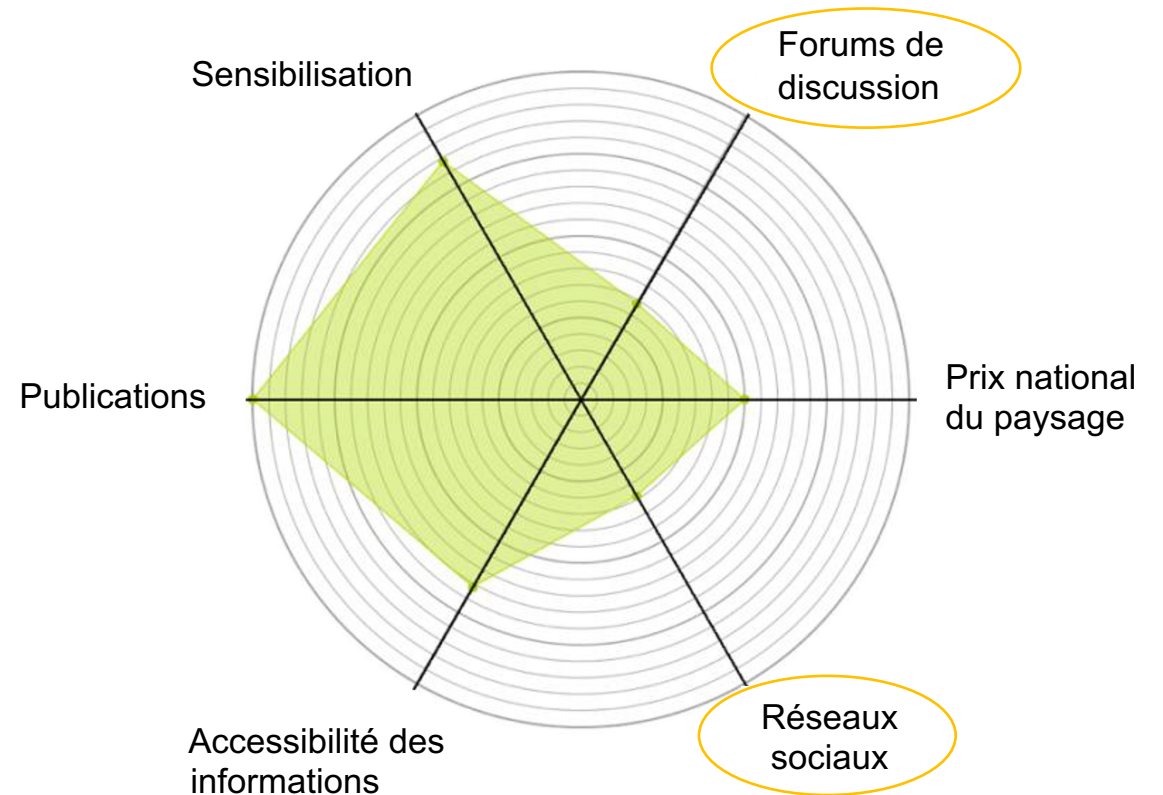 Forums de
discussion
Sensibilisation
Prix national
du paysage
Publications
Réseaux
sociaux
Accessibilité des
informations